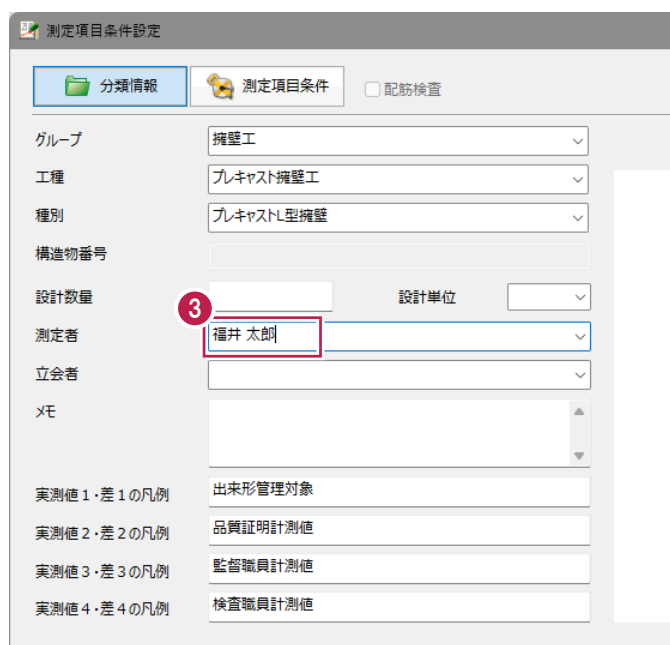 測定項目条件設定
分類情報 測定項目条件 配筋検査
グループ 擁壁工
工種 プレキャスト擁壁工
種別 プレキャストL型擁壁
構造物番号
設計数量 設計単位
3
測定者 福井 太郎
立会者
メモ
実測値1・差1の凡例 出来形管理対象
実測値2・差2の凡例 品質証明計測値
実測値3・差3の凡例 監督職員計測値
実測値4・差4の凡例 検査職員計測値